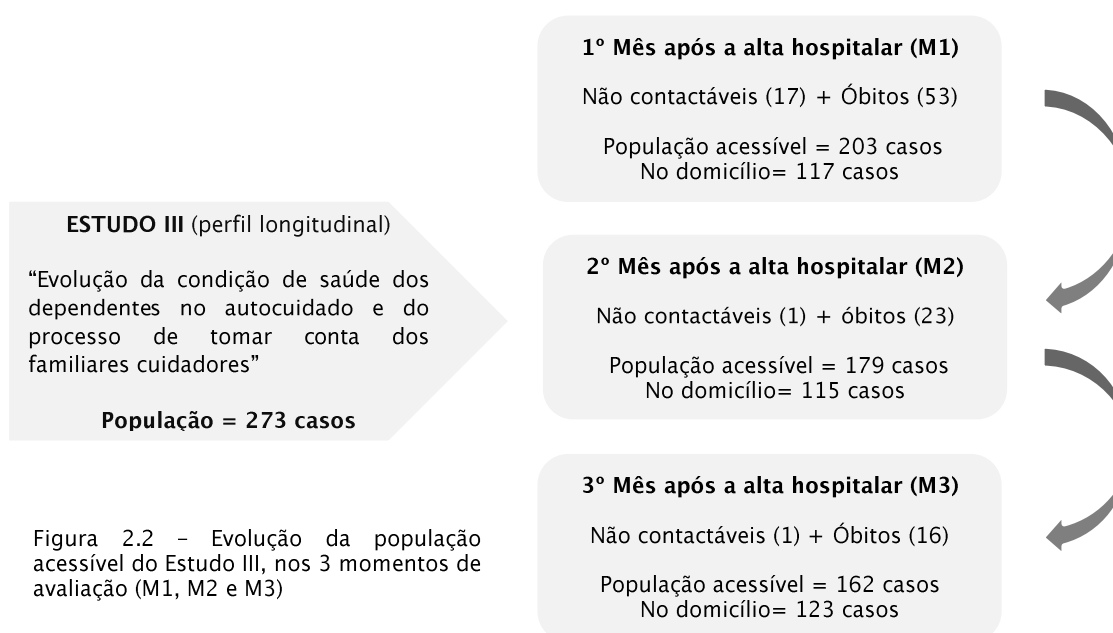 ESTUDO III (perfil longitudinal)
“Evolução da condição de saúde dos
dependentes no autocuidado e do
processo de tomar conta dos
familiares cuidadores”
População = 273 casos
1º Mês após a alta hospitalar (M1)
Não contactáveis (17) + Óbitos (53)
População acessível = 203 casos
No domicílio= 117 casos
2º Mês após a alta hospitalar (M2)
Não contactáveis (1) + óbitos (23)
População acessível = 179 casos
No domicílio= 115 casos
3º Mês após a alta hospitalar (M3)
Não contactáveis (1) + Óbitos (16)
População acessível = 162 casos
No domicílio= 123 casos
Figura 2.2 – Evolução da população
acessível do Estudo III, nos 3 momentos de
avaliação (M1, M2 e M3)